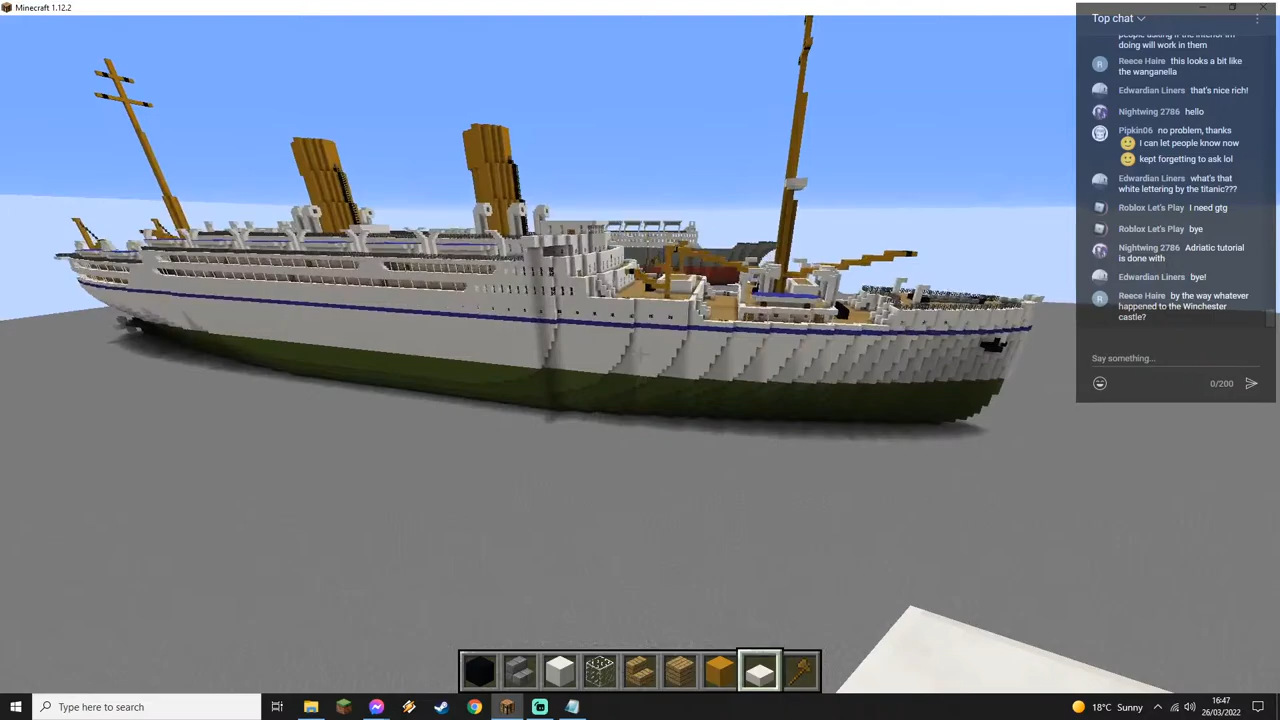 Minecraft 1.12.2
Top chat
people asking if the interior im
doing will work in them
Reece Haire this looks a bit like
the wanganella
Edwardian Liners that's nice rich!
Nightwing 2786 hello
Pipkin06 no problem, thanks
I can let people know now
kept forgetting to ask lol
Edwardian Liners what's that
white lettering by the titanic???
Roblox Let's Play I need gtg
Roblox Let's Play bye
Nightwing 2786 Adriatic tutorial
is done with
Edwardian Liners bye!
Reece Haire by the way whatever
happened to the Winchester
castle?
Say something...
0/200
Type here to search
18°C Sunny
16:47
26/03/2022